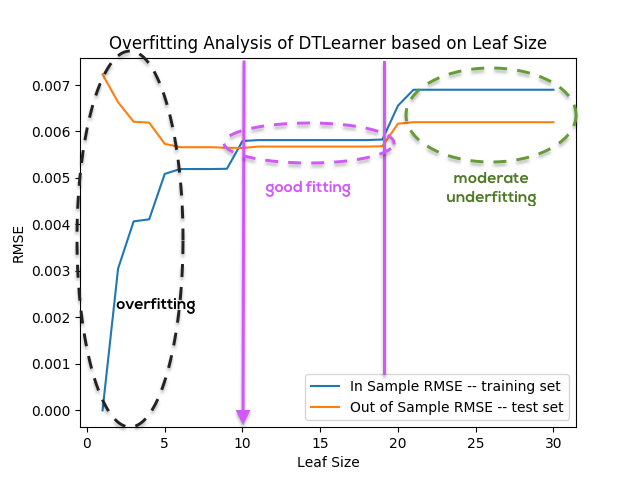 Overfitting Analysis of DTLearner based on Leaf Size
0.007
0.006
0.005
0.004
0.003
0.002
0.001
0.000
RMSE
good fitting
moderate
underfitting
overfitting
In Sample RMSE -- training set
Out of Sample RMSE -- test set
0 5 10 15 20 25 30
Leaf Size